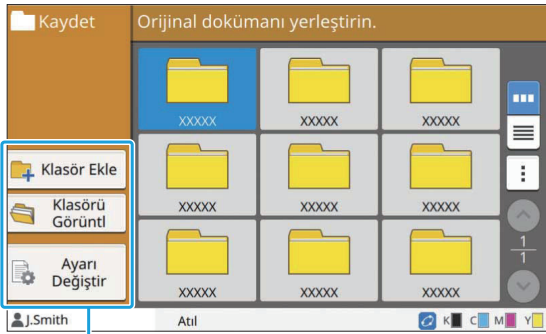 Kaydet
Orijinal dokümanı yerleştirin.
XXXXX
XXXXX
XXXXX
Klasör Ekle
Klasörü
Görüntl
XXXXX
XXXXX
XXXXX
1
1
Ayarı
Değiştir
XXXXX
XXXXX
XXXXX
J.Smith
Atıl
K
C
M
Y